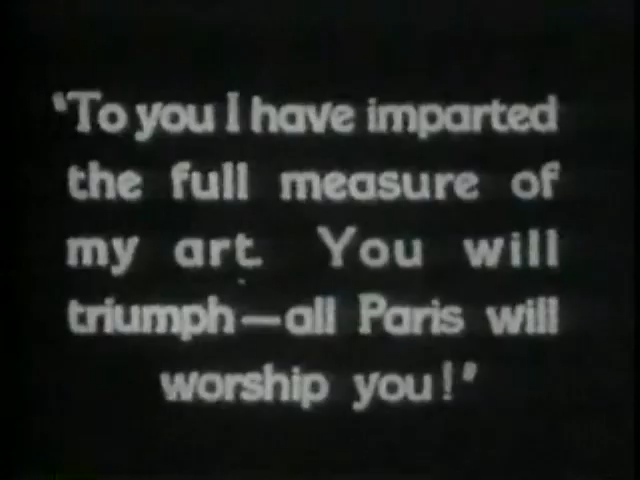 "To you I have imparted
the full measure of
my art. You will
triumph—all Paris will
worship you!"